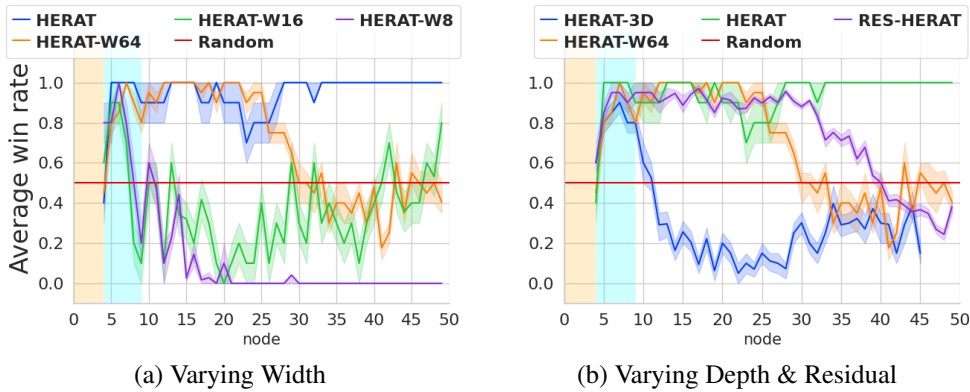 HERAT HERAT-W16 HERAT-W8
HERAT-W64 Random
Average win rate
1.0
0.8
0.6
0.4
0.2
0.0
0 5 10 15 20 25 30 35 40 45 50
node
(a) Varying Width
HERAT-3D HERAT RES-HERAT
HERAT-W64 Random
1.0
0.8
0.6
0.4
0.2
0.0
0 5 10 15 20 25 30 35 40 45 50
node
(b) Varying Depth & Residual